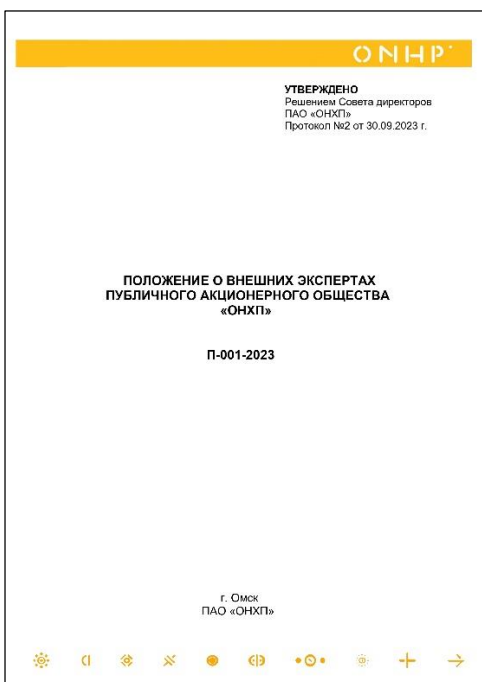 ONHP
УТВЕРЖДЕНО
Решением Совета директоров
ПАО «ОНХП»
Протокол №2 от 30.09.2023 г.
ПОЛОЖЕНИЕ О ВНЕШНИХ ЭКСПЕРТАХ
ПУБЛИЧНОГО АКЦИОНЕРНОГО ОБЩЕСТВА
«ОНХП»
П-001-2023
г. Омск
ПАО «ОНХП»